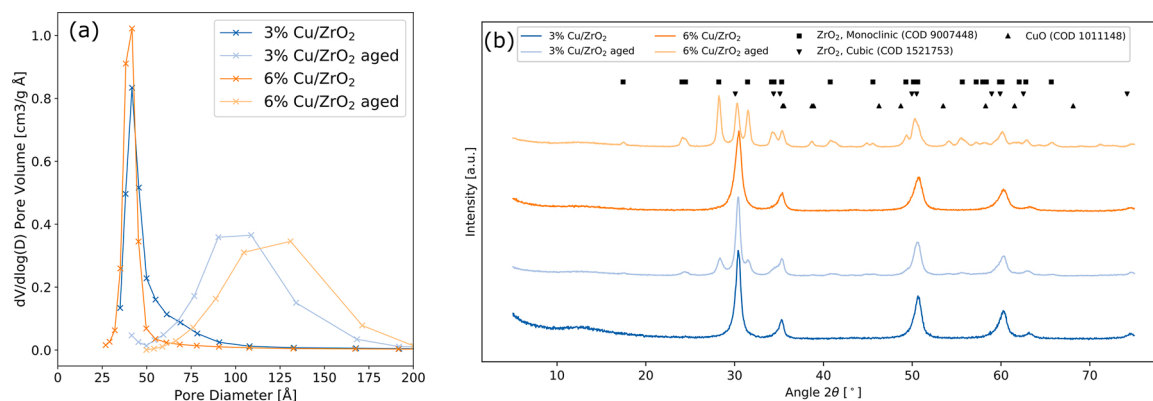 (a)
3% Cu/ZrO₂
3% Cu/ZrO₂ aged
6% Cu/ZrO₂
6% Cu/ZrO₂ aged
dV/dlog(D) Pore Volume [cm3/g Å]
1.0
0.8
0.6
0.4
0.2
0.0
0 25 50 75 100 125 150 175 200
Pore Diameter [Å]
(b)
3% Cu/ZrO₂ 6% Cu/ZrO₂ ZrO₂, Monoclinic (COD 9007448) CuO (COD 1011148)
3% Cu/ZrO₂ aged 6% Cu/ZrO₂ aged ZrO₂, Cubic (COD 1521753)
Intensity [a.u.]
10 20 30 40 50 60 70
Angle 2θ [°]